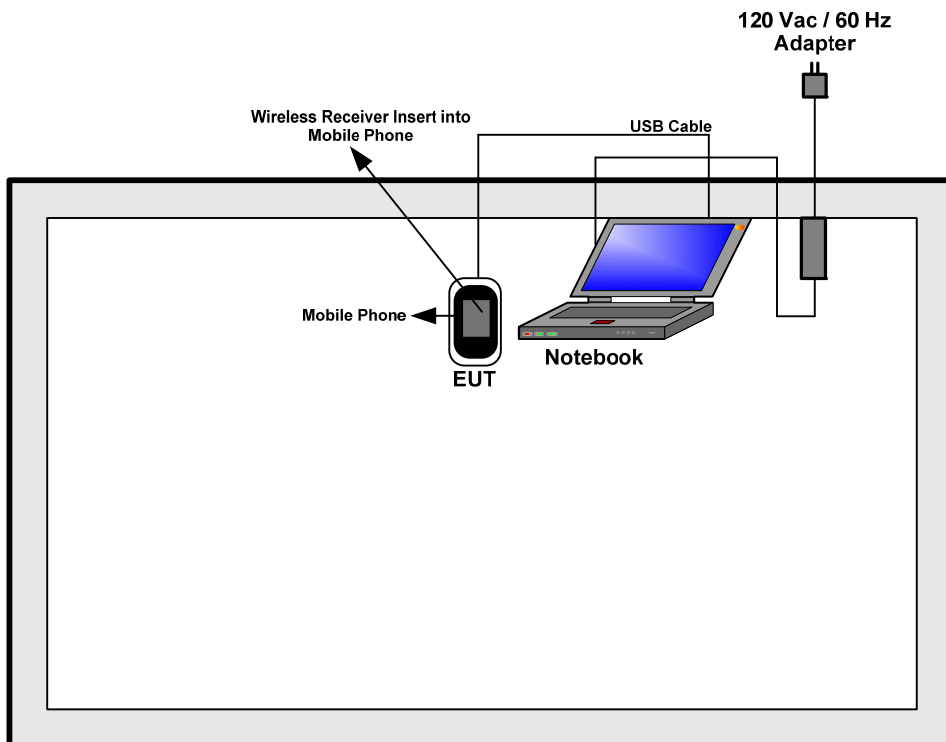 120 Vac / 60 Hz
Adapter
Wireless Receiver Insert into
Mobile Phone
USB Cable
Mobile Phone
Notebook
EUT